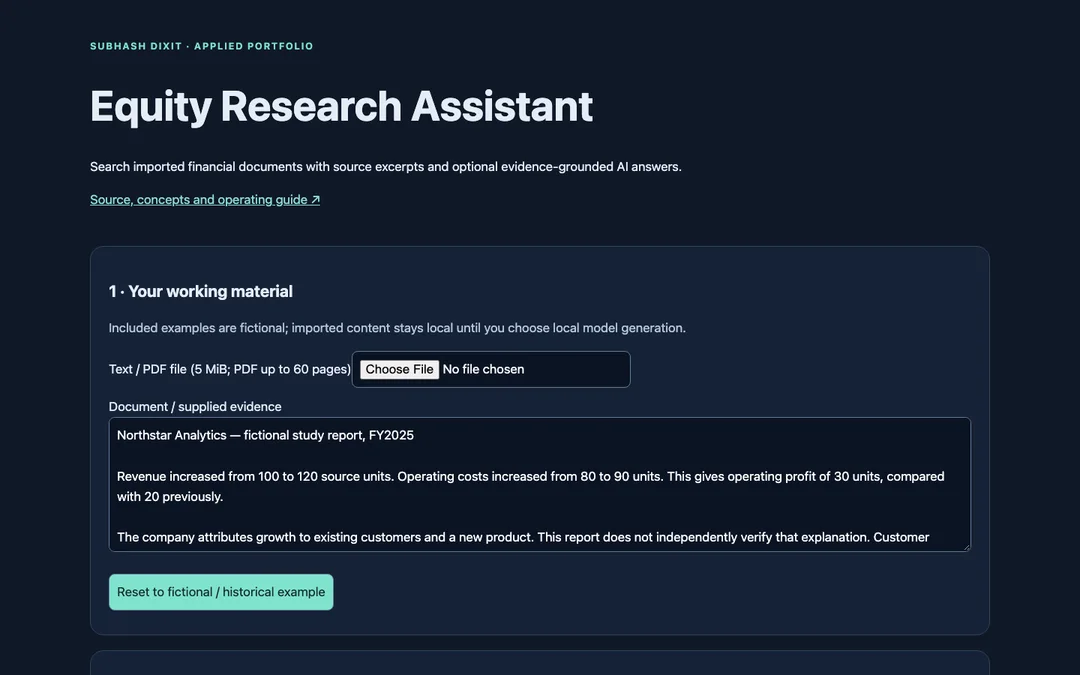 SUBHASH DIXIT · APPLIED PORTFOLIO
Equity Research Assistant
Search imported financial documents with source excerpts and optional evidence-grounded AI answers.
Source, concepts and operating guide ↗
1 · Your working material
Included examples are fictional; imported content stays local until you choose local model generation.
Text / PDF file (5 MiB; PDF up to 60 pages) Choose File No file chosen
Document / supplied evidence
Northstar Analytics — fictional study report, FY2025
Revenue increased from 100 to 120 source units. Operating costs increased from 80 to 90 units. This gives operating profit of 30 units, compared
with 20 previously.
The company attributes growth to existing customers and a new product. This report does not independently verify that explanation. Customer
Reset to fictional / historical example